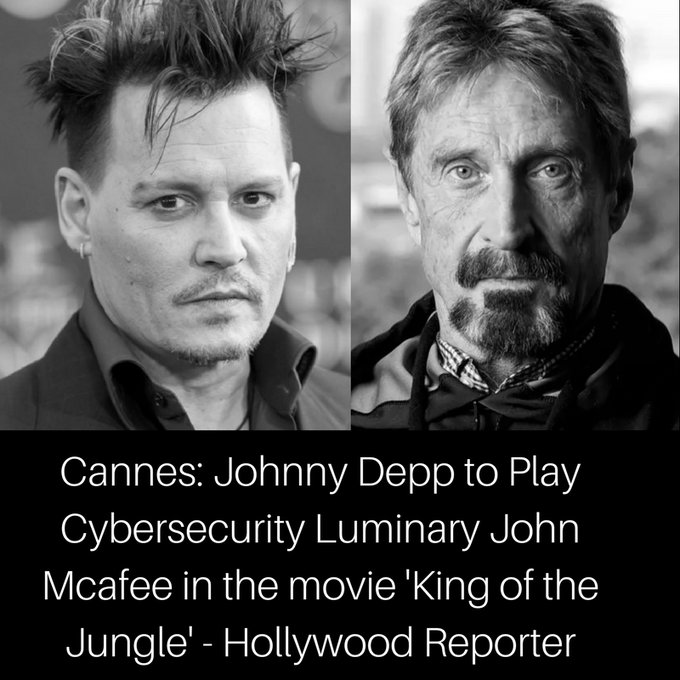 Cannes: Johnny Depp to Play
Cybersecurity Luminary John
Mcafee in the movie 'King of the
Jungle' - Hollywood Reporter